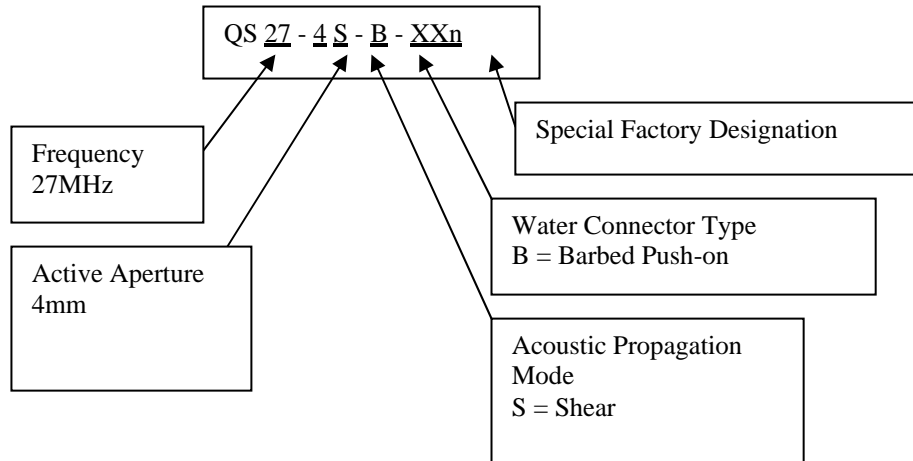 QS 27 - 4 S - B - XXn
Special Factory Designation
Frequency
27MHz
Water Connector Type
B = Barbed Push-on
Active Aperture
4mm
Acoustic Propagation
Mode
S = Shear